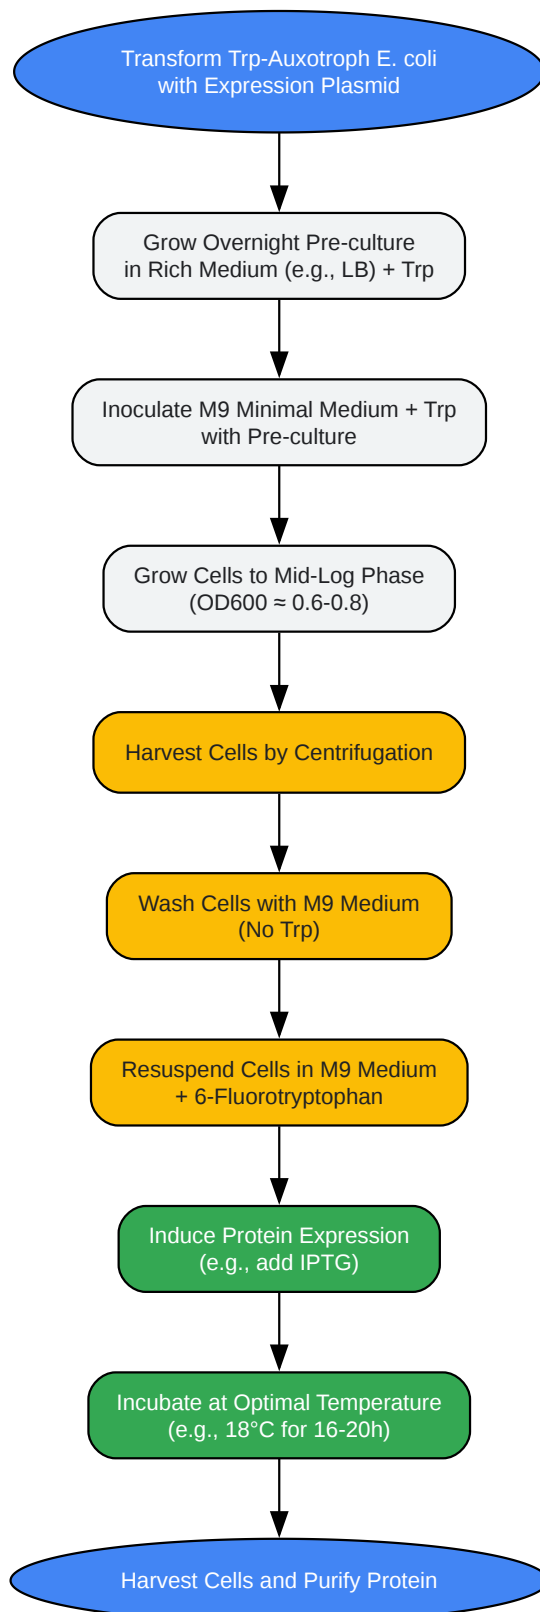 Transform Trp-Auxotroph E. coli
with Expression Plasmid
Grow Overnight Pre-culture
in Rich Medium (e.g., LB) + Trp
Inoculate M9 Minimal Medium + Trp
with Pre-culture
Grow Cells to Mid-Log Phase
(OD600 ≈ 0.6-0.8)
Harvest Cells by Centrifugation
Wash Cells with M9 Medium
(No Trp)
Resuspend Cells in M9 Medium
+ 6-Fluorotryptophan
Induce Protein Expression
(e.g., add IPTG)
Incubate at Optimal Temperature
(e.g., 18°C for 16-20h)
Harvest Cells and Purify Protein